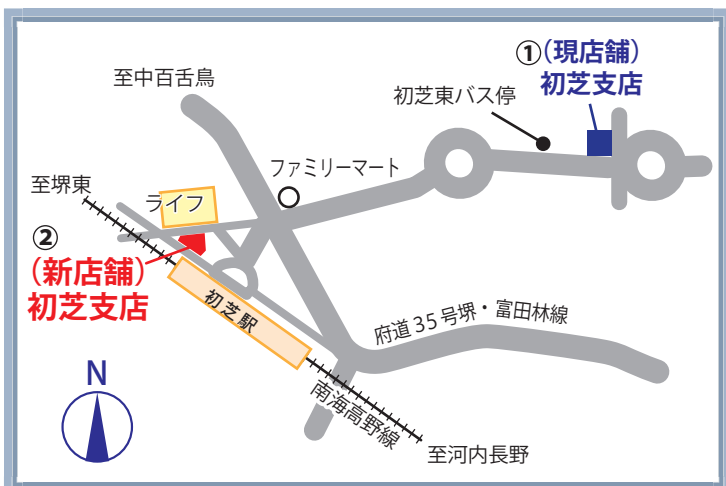 ①(現店舗)
初芝支店
至中百舌鳥
初芝東バス停
ファミリーマート
至堺東
ライフ
②
(新店舗)
初芝支店
初芝駅
府道35号堺・富田林線
N
南海高野線
至河内長野